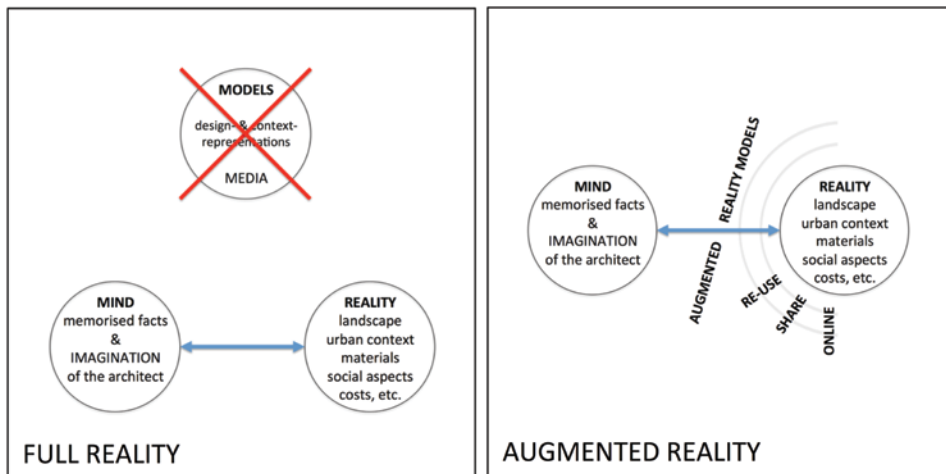 MODELS
design- & context-
representations
MEDIA
MIND
memorised facts
&
IMAGINATION
of the architect
REALITY
landscape
urban context
materials
social aspects
costs, etc.
FULL REALITY
MIND
memorised facts
&
IMAGINATION
of the architect
AUGMENTED
REALITY MODELS
RE-USE
SHARE
ONLINE
REALITY
landscape
urban context
materials
social aspects
costs, etc.
AUGMENTED REALITY